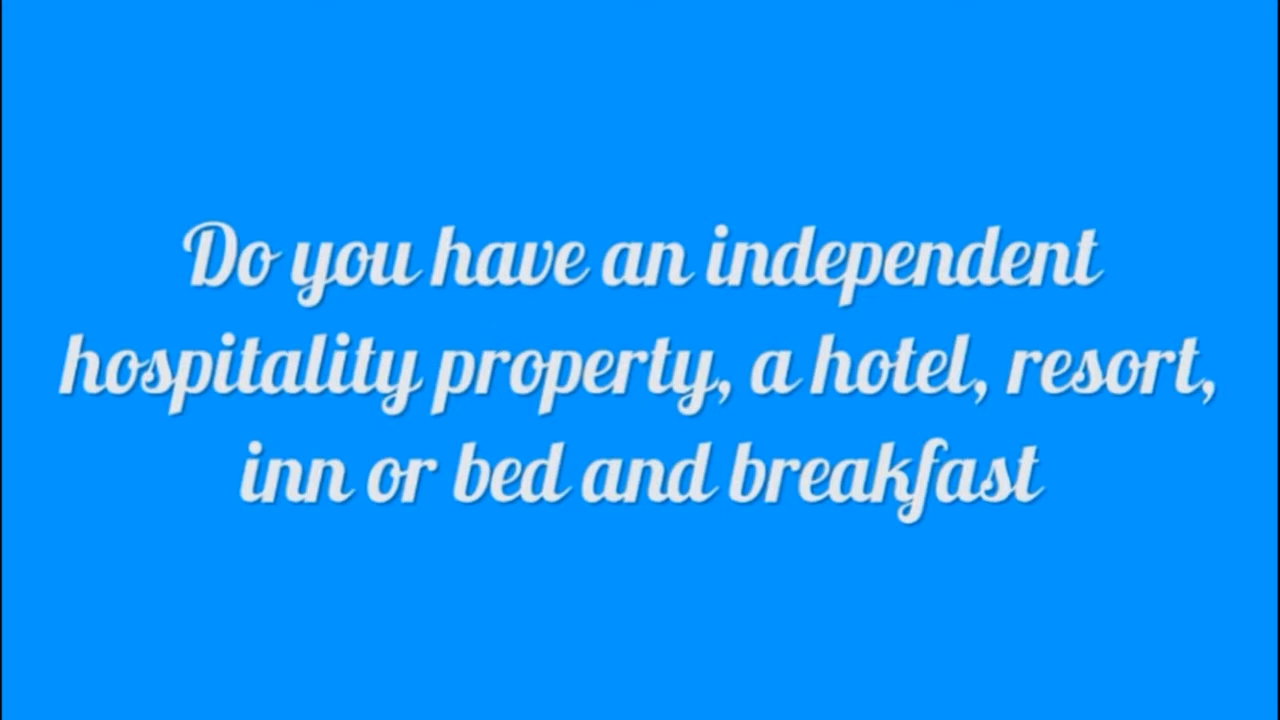 Do you have an independent
hospitality property, a hotel, resort,
inn or bed and breakfast